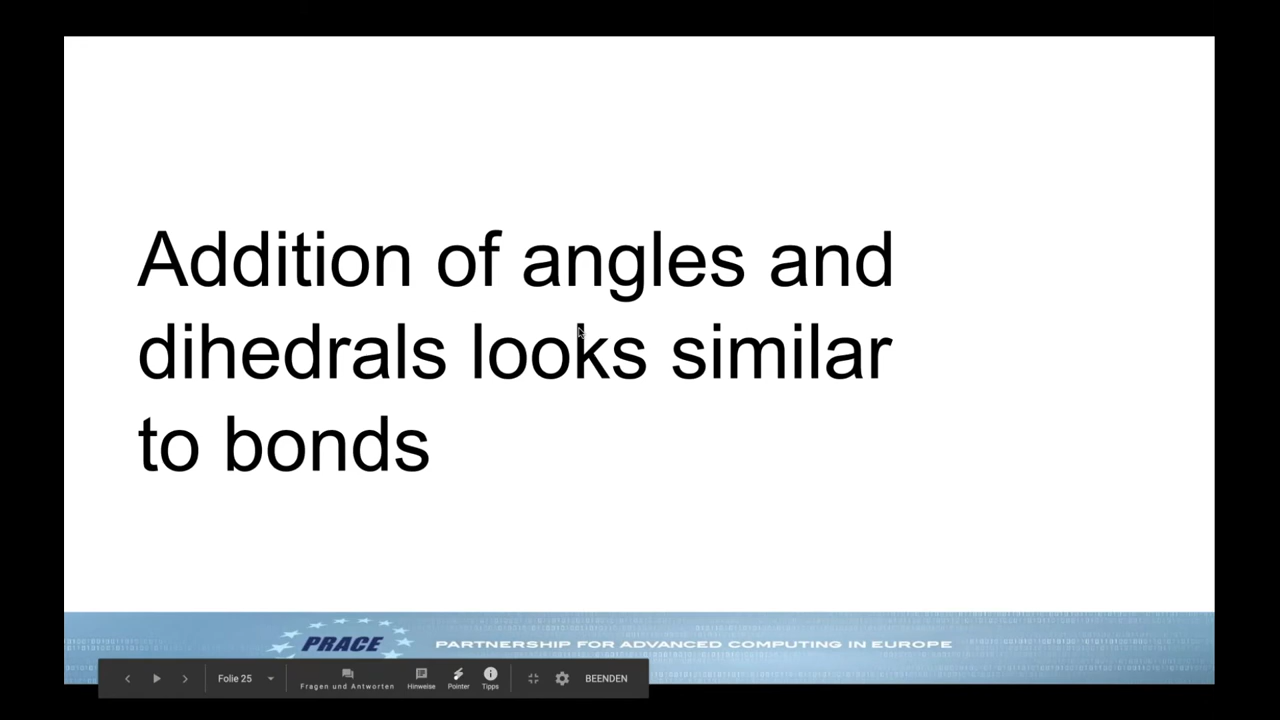 Addition of angles and
dihedrals looks similar
to bonds
PRACE
PARTNERSHIP FOR ADVANCED COMPUTING IN EUROPE
Folie 25
Fragen und Antworten
Hinweise
Pointer
Tipps
BEENDEN